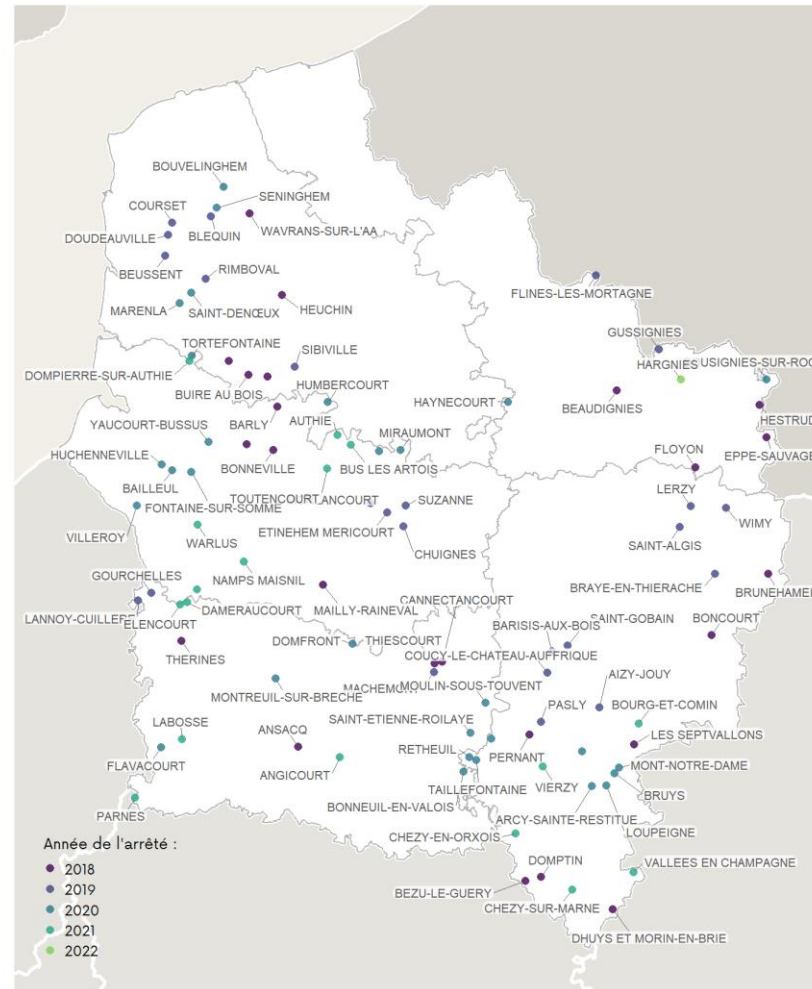 BOUVELINGHEM
SENINGHEM
COURSET
WAVRANS-SUR-L'AA
DOUDEAUVILLE
BLEQUIN
BEUSSENT
RIMBOVAL
FLINES-LES-MORTAGNE
MARENLA
SAINT-DENŒUX
HEUCHIN
GUSSIGNIES
TORTEFONTAINE
SIBIVILLE
HARGNIES
USIGNIES-SUR-ROC
DOMPIERRE-SUR-AUTHIE
HUMBERCOURT
BUIRE AU BOIS
HAYNECOURT
BEAUDIGNIES
HESTRUD
AUTHIE
BARLY
MIRAUMONT
YAUCOURT-BUSSUS
EPPE-SAUVAGE
FLOYON
HUCHENNEVILLE
BONNEVILLE
BUS LES ARTOIS
BAILLEUL
LERZY
TOUTENCOURT
ANCOURT
SUZANNE
FONTAINE-SUR-SOMME
WIMY
ETINEHEM MERICOURT
VILLEROY
SAINT-ALGIS
WARLUS
CHUIGNES
GOURCHELLES
NAMPS MAISNIL
BRAYE-EN-THIERACHE
BRUNEHAMEL
CANNECTANCOURT
LANNOY-CUILLERE
DAMERAUCOURT
MAILLY-RAINEVAL
ELENCOURT
SAINT-GOBAIN
BONCOURT
BARISIS-AUX-BOIS
DOMFRONT
THIESCOURT
THERINES
COUCY-LE-CHATEAU-AUFFRIQUE
AIZY-JOUY
MACHEMONT
MOULIN-SOUS-TOUVENT
MONTREUIL-SUR-BRECHE
PASLY
BOURG-ET-COMIN
SAINT-ETIENNE-ROILAYE
LABOSSE
ANSACQ
LES SEPTVALLONS
RETHEUIL
PERNANT
FLAVACOURT
ANGICOURT
MONT-NOTRE-DAME
TAILLEFONTAINE
VIERZY
BRUYS
BONNEUIL-EN-VALOIS
PARNES
ARCY-SAINTE-RESTITUE
LOUPEIGNE
CHEZY-EN-ORXOIS
Année de l'arrêté :
DOMPTIN
VALLEES EN CHAMPAGNE
2018
2019
BEZU-LE-GUERY
2020
CHEZY-SUR-MARNE
2021
DHUYS ET MORIN-EN-BRIE
2022